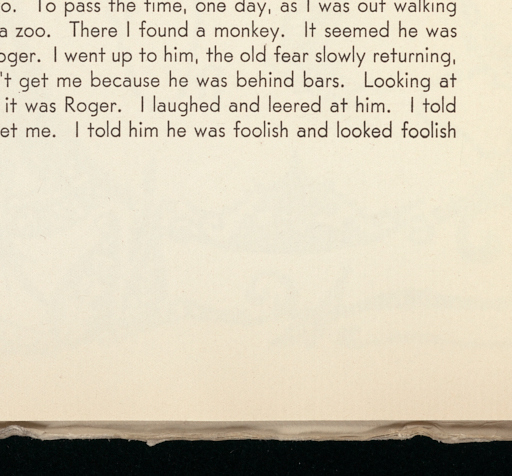 o. To pass the time, one day, as I was out walking
a zoo. There I found a monkey. It seemed he was
oger. I went up to him, the old fear slowly returning,
't get me because he was behind bars. Looking at
it was Roger. I laughed and leered at him. I told
et me. I told him he was foolish and looked foolish